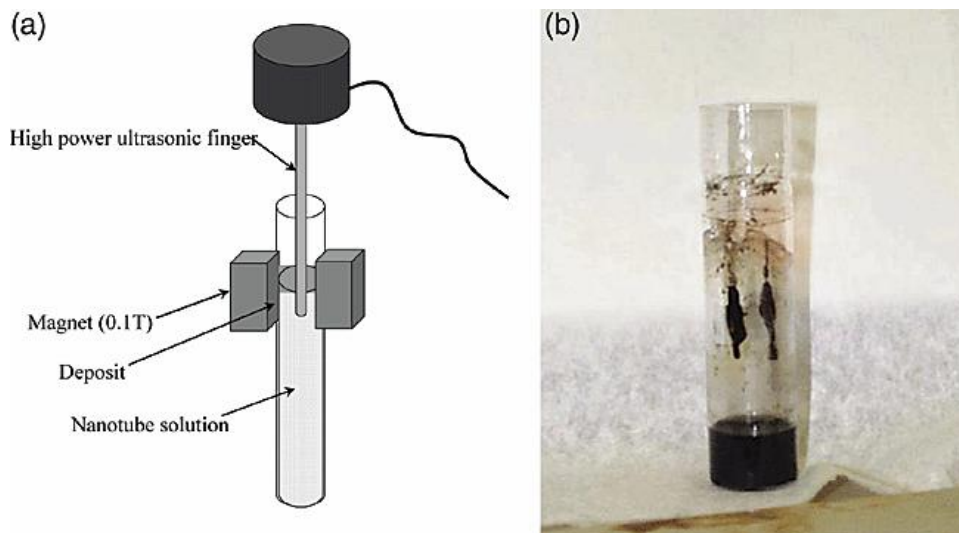 (a)
High power ultrasonic finger
Magnet (0.1T)
Deposit
Nanotube solution
(b)